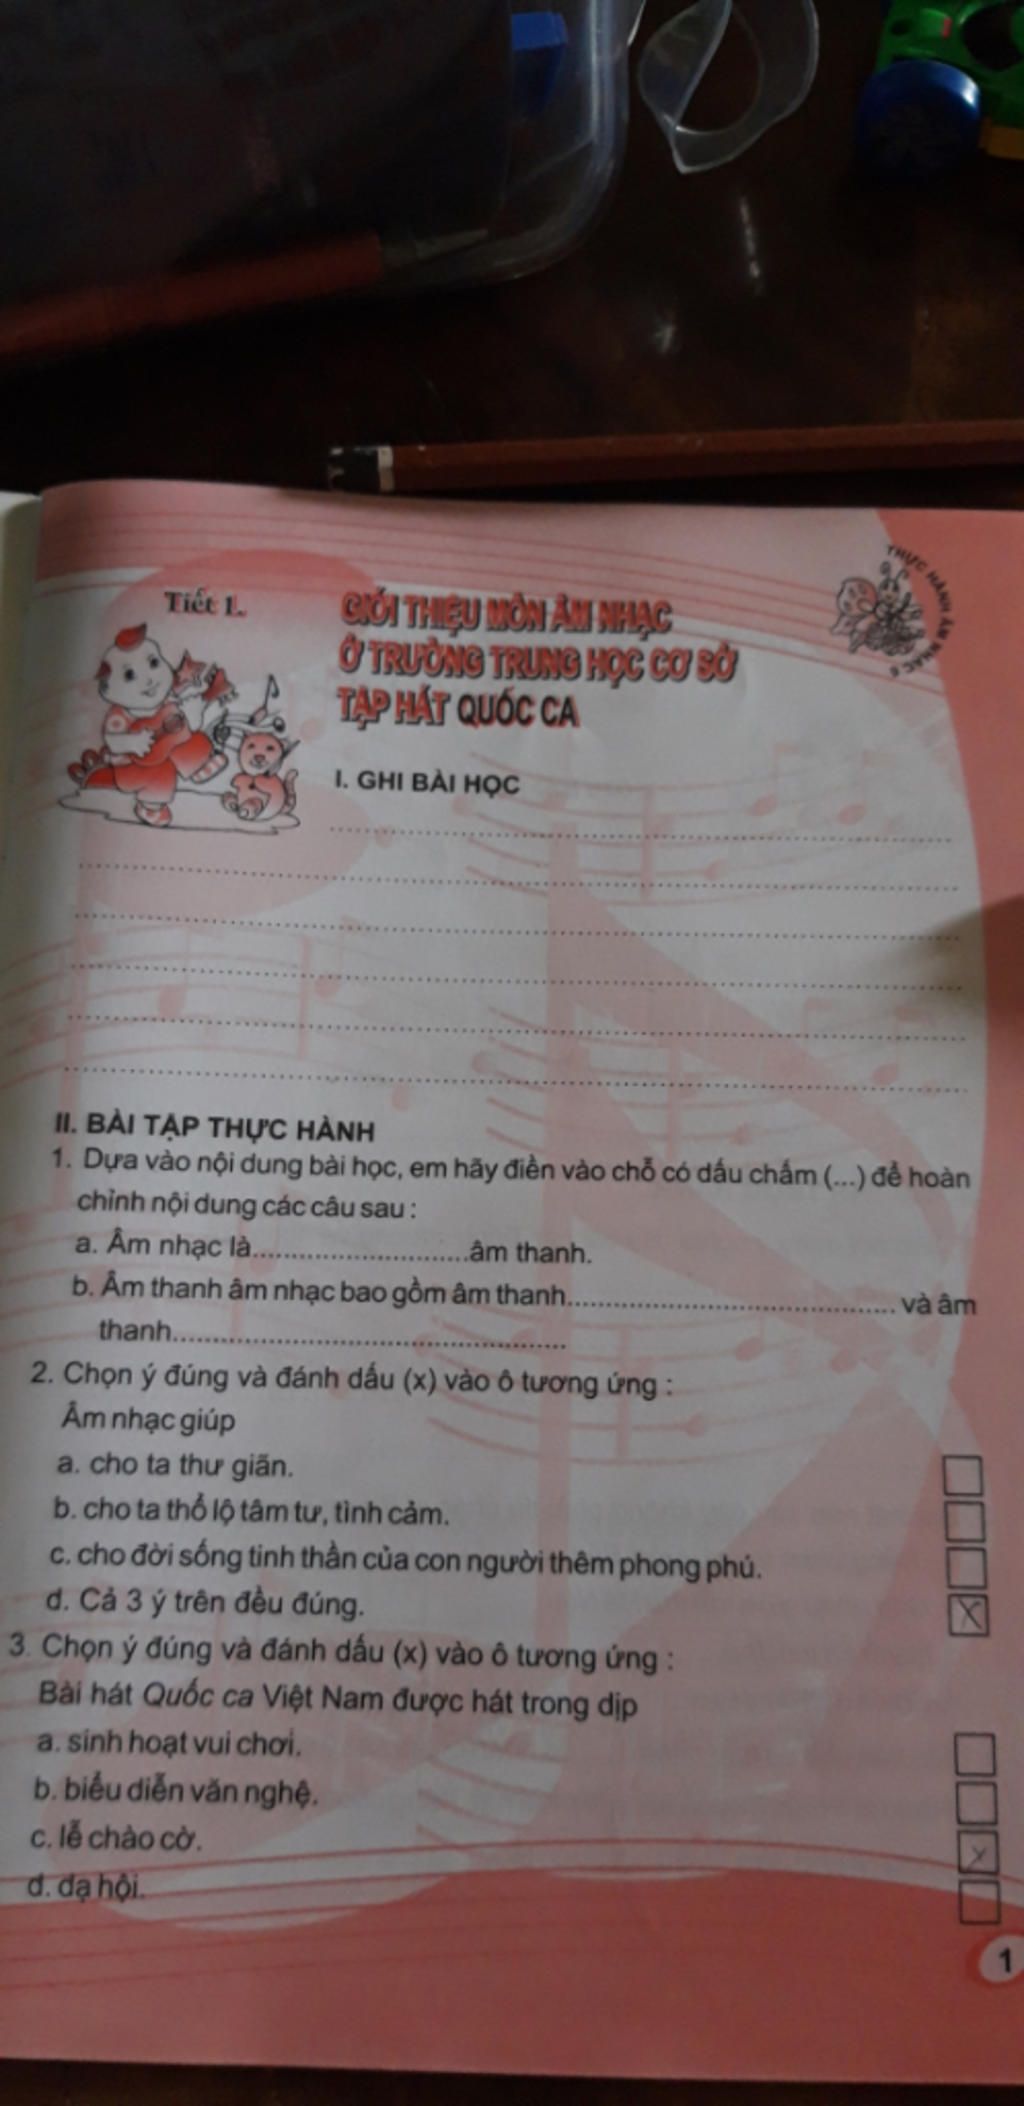 THỰC HÀNH ÂM NHẠC 6
Tiết 1.
GIỚI THIỆU MÔN ÂM NHẠC
Ở TRƯỜNG TRUNG HỌC CƠ SỞ
TẬP HÁT QUỐC CA
I. GHI BÀI HỌC
II. BÀI TẬP THỰC HÀNH
1. Dựa vào nội dung bài học, em hãy điền vào chỗ có dấu chấm (...) để hoàn
chỉnh nội dung các câu sau :
a. Âm nhạc là...........................âm thanh.
b. Âm thanh âm nhạc bao gồm âm thanh......................................... và âm
thanh.................................................
2. Chọn ý đúng và đánh dấu (x) vào ô tương ứng :
Âm nhạc giúp
a. cho ta thư giãn.
b. cho ta thổ lộ tâm tư, tình cảm.
c. cho đời sống tinh thần của con người thêm phong phú.
d. Cả 3 ý trên đều đúng. X
3. Chọn ý đúng và đánh dấu (x) vào ô tương ứng :
Bài hát Quốc ca Việt Nam được hát trong dịp
a. sinh hoạt vui chơi.
b. biểu diễn văn nghệ.
c. lễ chào cờ. X
d. dạ hội.
1